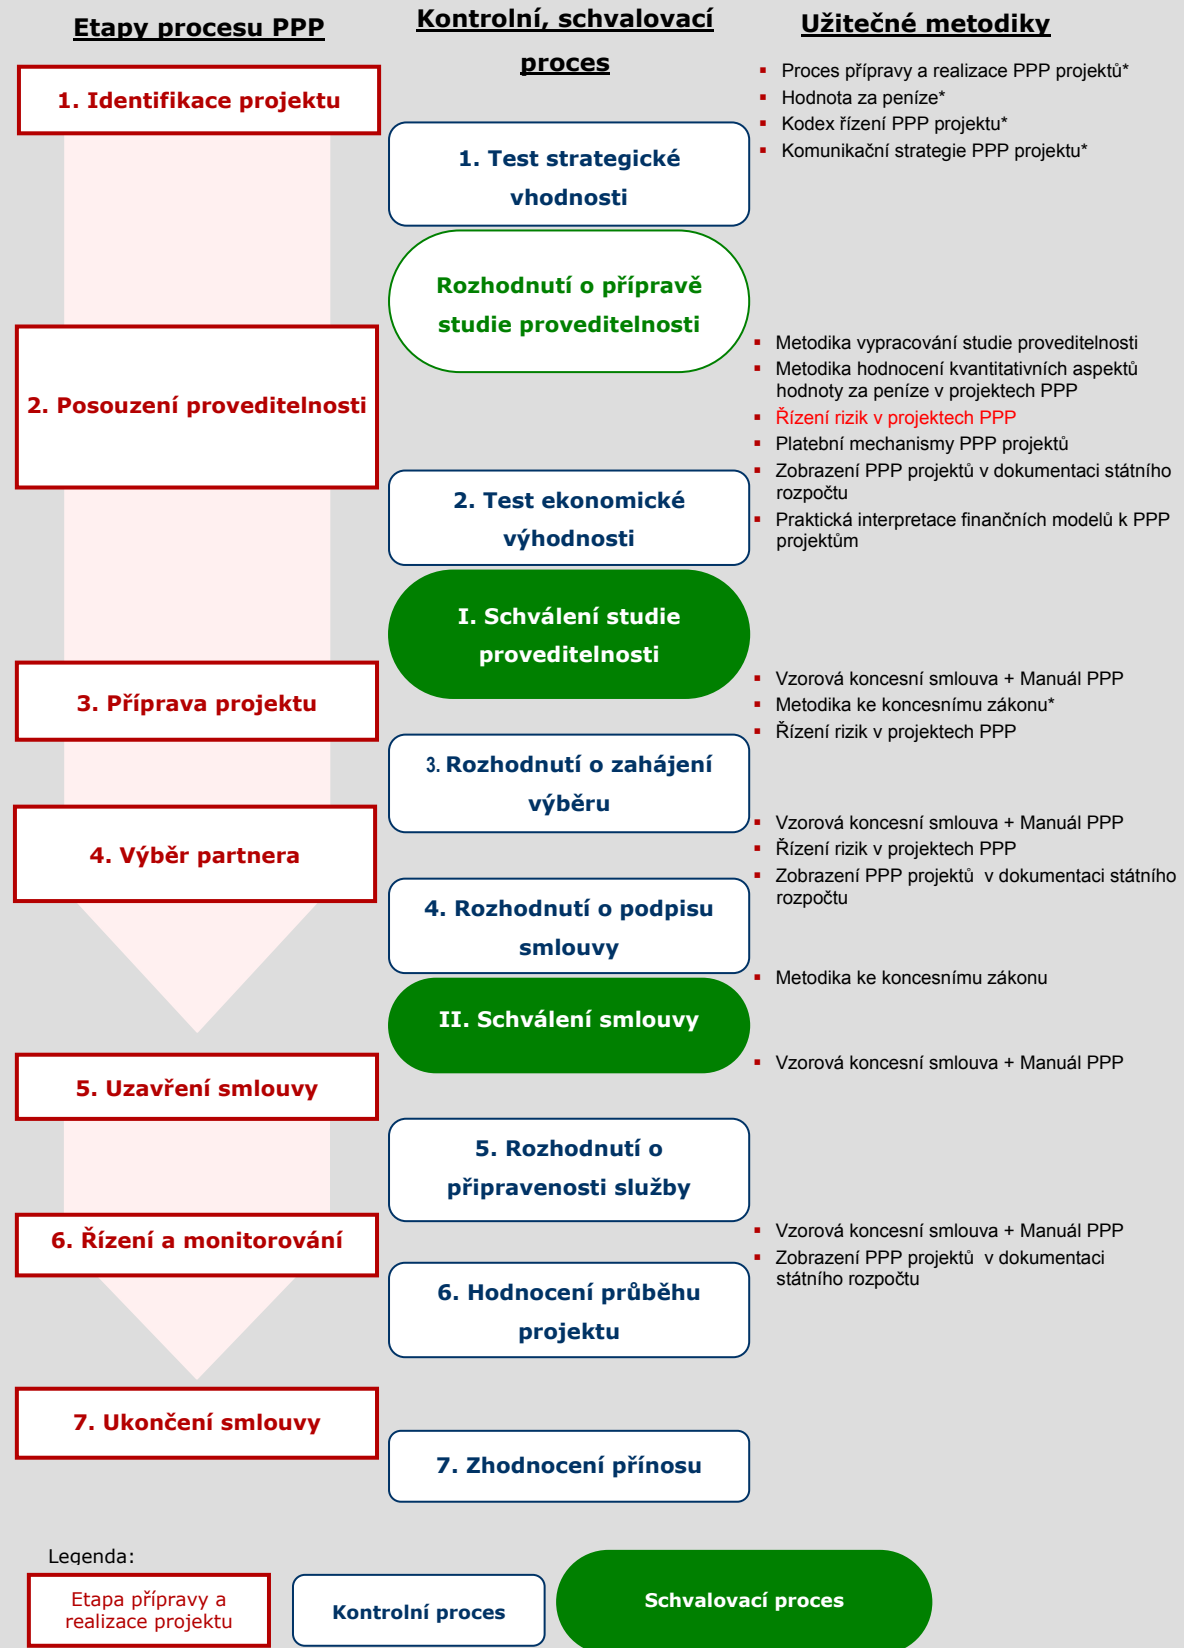 Etapy procesu PPP
Kontrolní, schvalovací
proces
Užitečné metodiky
1. Identifikace projektu
▪ Proces přípravy a realizace PPP projektů*
▪ Hodnota za peníze*
▪ Kodex řízení PPP projektu*
▪ Komunikační strategie PPP projektu*
1. Test strategické
vhodnosti
Rozhodnutí o přípravě
studie proveditelnosti
2. Posouzení proveditelnosti
▪ Metodika vypracování studie proveditelnosti
▪ Metodika hodnocení kvantitativních aspektů
hodnoty za peníze v projektech PPP
▪ Řízení rizik v projektech PPP
▪ Platební mechanismy PPP projektů
▪ Zobrazení PPP projektů v dokumentaci státního
rozpočtu
▪ Praktická interpretace finančních modelů k PPP
projektům
2. Test ekonomické
výhodnosti
I. Schválení studie
proveditelnosti
3. Příprava projektu
▪ Vzorová koncesní smlouva + Manuál PPP
▪ Metodika ke koncesnímu zákonu*
▪ Řízení rizik v projektech PPP
3. Rozhodnutí o zahájení
výběru
4. Výběr partnera
▪ Vzorová koncesní smlouva + Manuál PPP
▪ Řízení rizik v projektech PPP
▪ Zobrazení PPP projektů v dokumentaci státního
rozpočtu
4. Rozhodnutí o podpisu
smlouvy
▪ Metodika ke koncesnímu zákonu
II. Schválení smlouvy
5. Uzavření smlouvy
▪ Vzorová koncesní smlouva + Manuál PPP
5. Rozhodnutí o
připravenosti služby
6. Řízení a monitorování
▪ Vzorová koncesní smlouva + Manuál PPP
▪ Zobrazení PPP projektů v dokumentaci
státního rozpočtu
6. Hodnocení průběhu
projektu
7. Ukončení smlouvy
7. Zhodnocení přínosu
Legenda:
Etapa přípravy a
realizace projektu
Kontrolní proces
Schvalovací proces